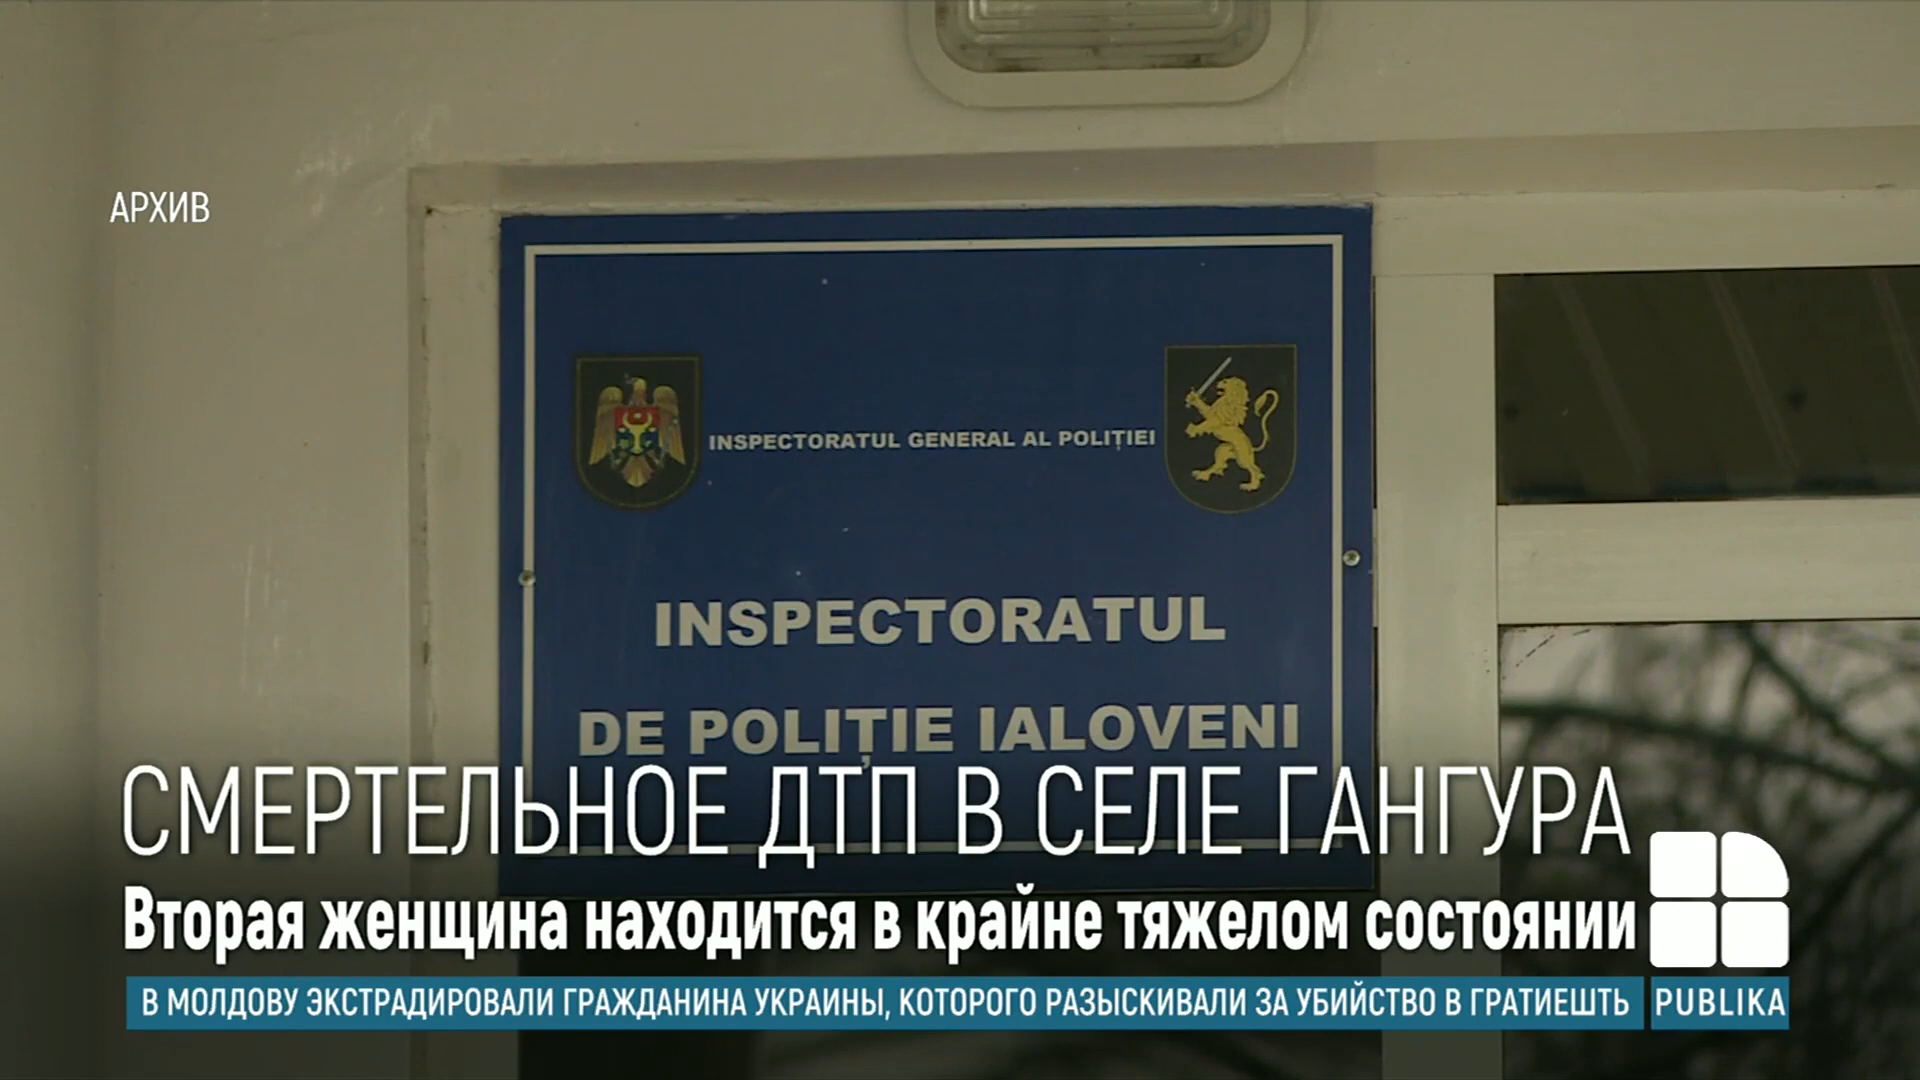 АРХИВ
INSPECTORATUL GENERAL AL POLIȚIEI
INSPECTORATUL
DE POLIȚIE IALOVENI
СМЕРТЕЛЬНОЕ ДТП В СЕЛЕ ГАНГУРА
Вторая женщина находится в крайне тяжелом состоянии
В МОЛДОВУ ЭКСТРАДИРОВАЛИ ГРАЖДАНИНА УКРАИНЫ, КОТОРОГО РАЗЫСКИВАЛИ ЗА УБИЙСТВО В ГРАТИЕШТЬ
PUBLIKA